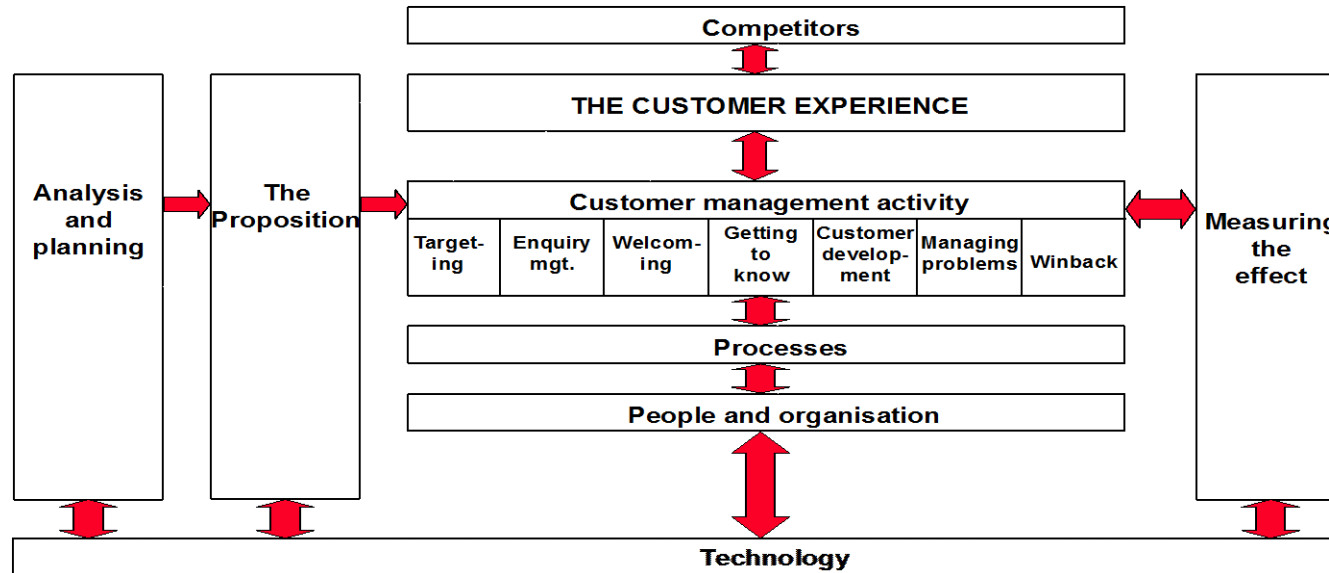 Competitors
THE CUSTOMER EXPERIENCE
Analysis
and
planning
The
Proposition
Customer management activity
Target-
ing
Enquiry
mgt.
Welcom-
ing
Getting
to
know
Customer
develop-
ment
Managing
problems
Winback
Measuring
the
effect
Processes
People and organisation
Technology